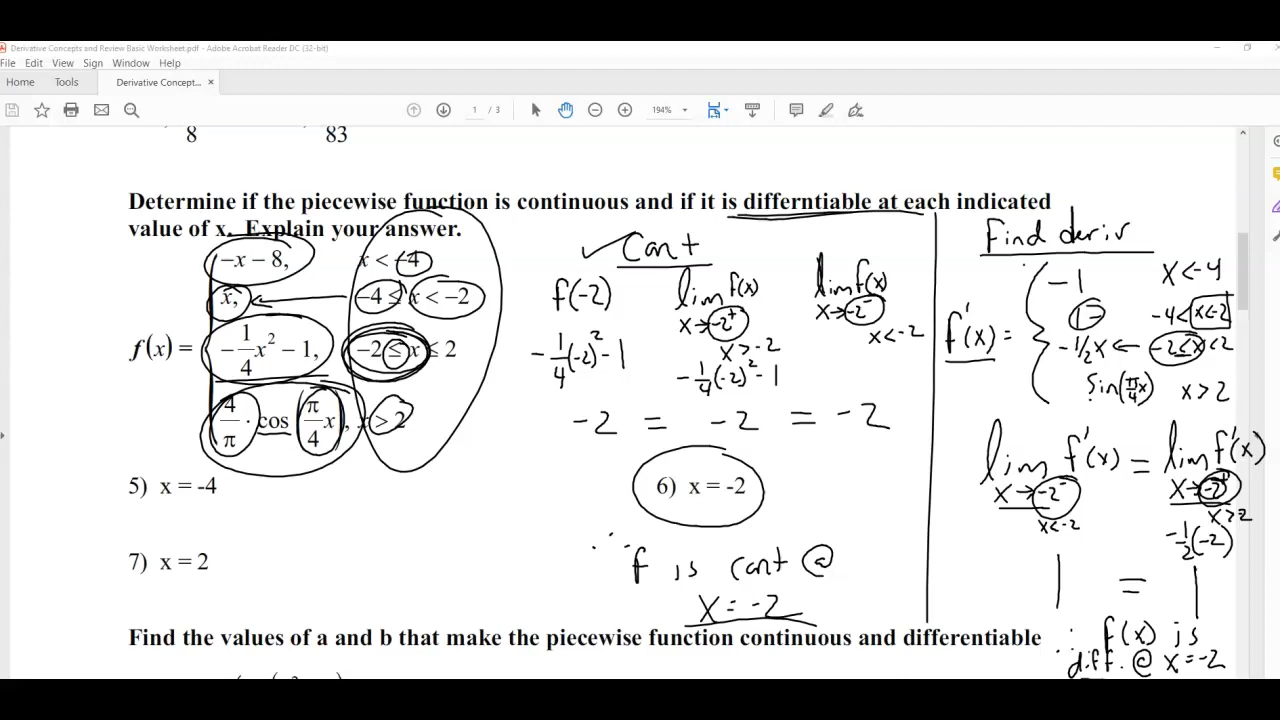 Derivative Concepts and Review Basic Worksheet.pdf - Adobe Acrobat Reader DC (32-bit)
File Edit View Sign Window Help
Home Tools Derivative Concept... ×
1 / 3 194%
8 83
Determine if the piecewise function is continuous and if it is differntiable at each indicated
value of x. Explain your answer.
f(x) =
-x - 8, x < -4
x, -4 ≤ x < -2
-1/4 x² - 1, -2 ≤ x ≤ 2
4/π · cos(π/4 x), x > 2
5) x = -4
6) x = -2
7) x = 2
Cont
f(-2) lim f(x) x→-2⁺ lim f(x) x→-2⁻
x > -2 x < -2
-1/4(-2)² - 1 -1/4(-2)² - 1
-2 = -2 = -2
∴ f is cont @
x = -2
Find deriv
f'(x) =
-1 x < -4
1 -4 < x < -2
-1/2 x -2 ≤ x < 2
sin(π/4 x) x > 2
lim f'(x) = lim f'(x)
x→-2⁻ x→-2⁺
x < -2 x > 2
-1/2(-2)
1 = 1
∴ f(x) is
diff. @ x = -2
Find the values of a and b that make the piecewise function continuous and differentiable